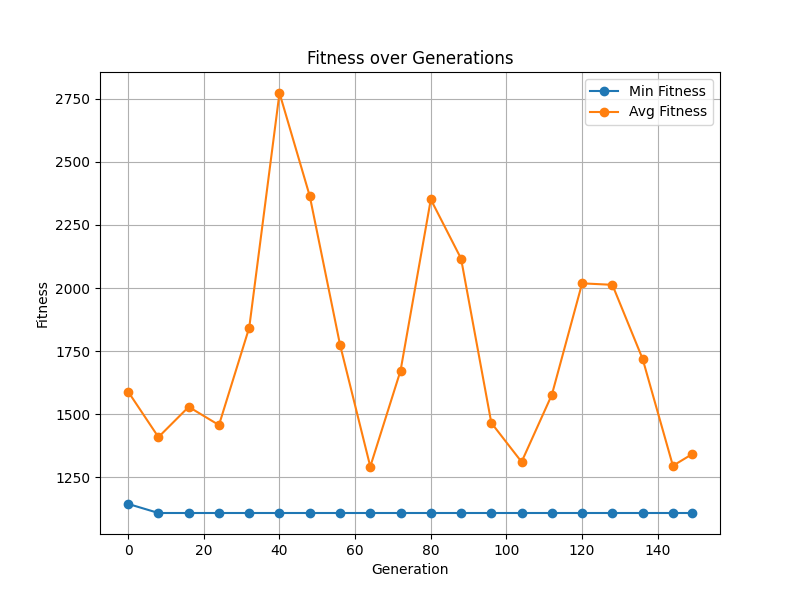 Fitness over Generations
Min Fitness
Avg Fitness
2750
2500
2250
2000
1750
1500
1250
Fitness
0 20 40 60 80 100 120 140
Generation